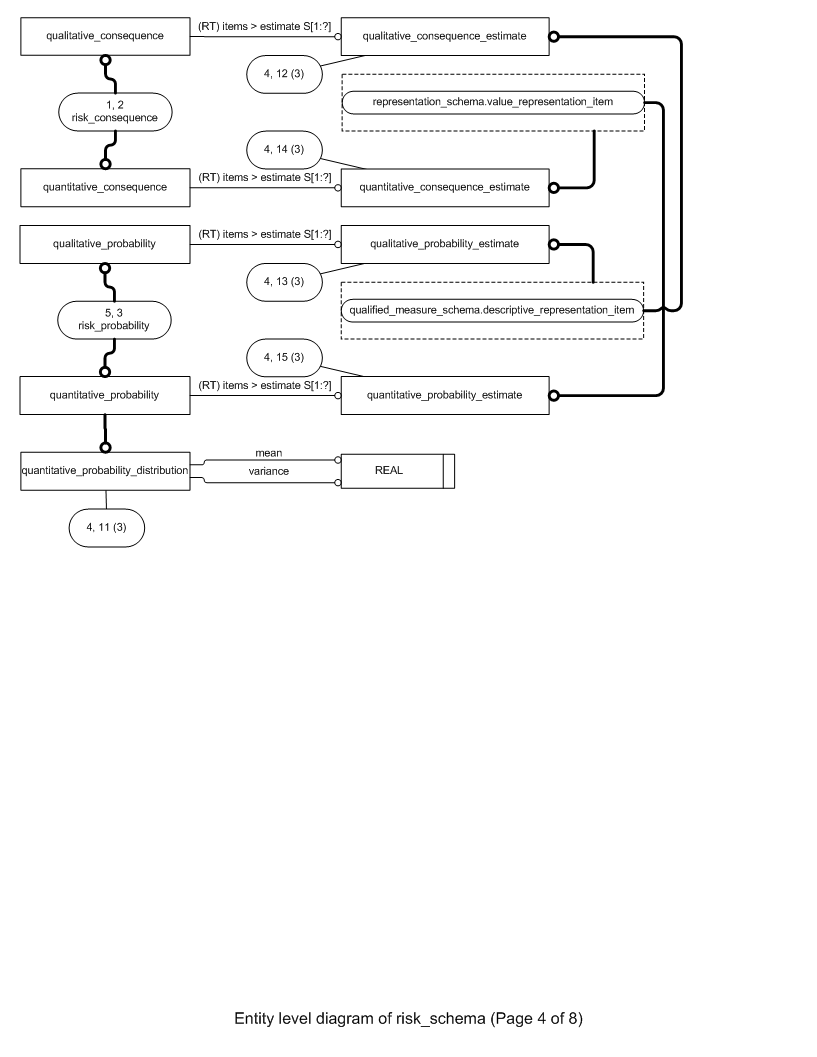 qualitative_consequence
(RT) items > estimate S[1:?]
qualitative_consequence_estimate
4, 12 (3)
representation_schema.value_representation_item
1, 2
risk_consequence
4, 14 (3)
quantitative_consequence
(RT) items > estimate S[1:?]
quantitative_consequence_estimate
qualitative_probability
(RT) items > estimate S[1:?]
qualitative_probability_estimate
4, 13 (3)
qualified_measure_schema.descriptive_representation_item
5, 3
risk_probability
4, 15 (3)
quantitative_probability
(RT) items > estimate S[1:?]
quantitative_probability_estimate
quantitative_probability_distribution
mean
variance
REAL
4, 11 (3)
Entity level diagram of risk_schema (Page 4 of 8)